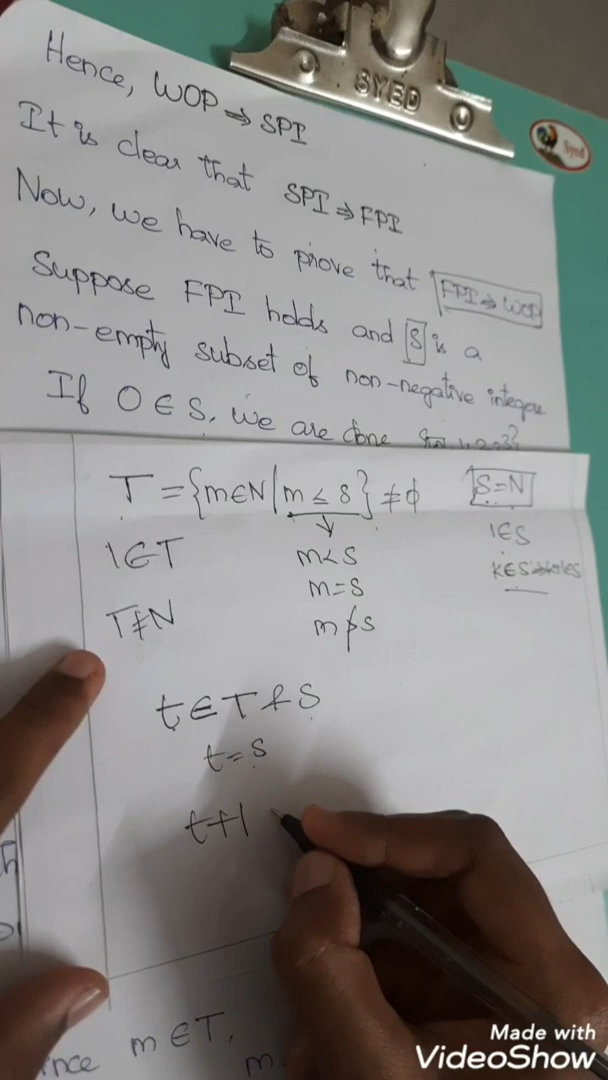 SYED
Syed
Hence, WOP ⇒ SPI
It is clear that SPI ⇒ FPI
Now, we have to prove that FPI ⇒ WOP
Suppose FPI holds and S is a
non-empty subset of non-negative integers
If 0 ∈ S, we are done
T = {m∈N | m ≤ s} ≠ ϕ
S=N
1∈T
m<s
1∈S
m=s
K∈S
T≠N
m≯s
t∈T & S
t=s
t+1
m ∈T,
m
Made with
VideoShow